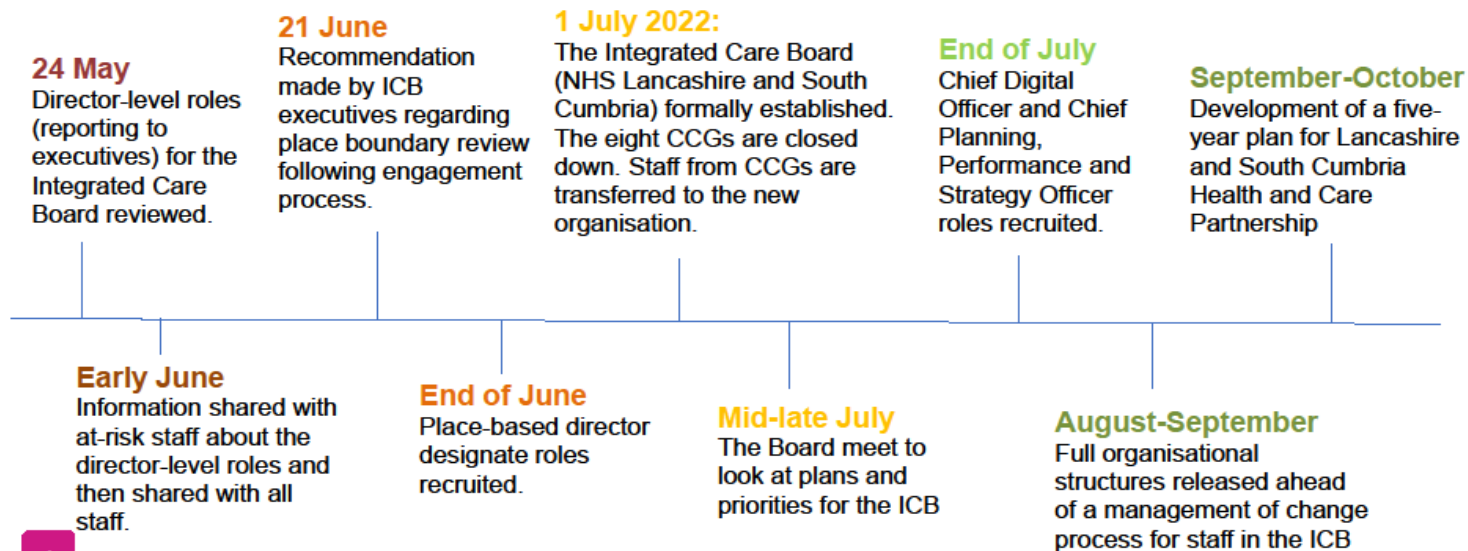 24 May
Director-level roles
(reporting to
executives) for the
Integrated Care
Board reviewed.
21 June
Recommendation
made by ICB
executives regarding
place boundary review
following engagement
process.
1 July 2022:
The Integrated Care Board
(NHS Lancashire and South
Cumbria) formally established.
The eight CCGs are closed
down. Staff from CCGs are
transferred to the new
organisation.
End of July
Chief Digital
Officer and Chief
Planning,
Performance and
Strategy Officer
roles recruited.
September-October
Development of a five-
year plan for Lancashire
and South Cumbria
Health and Care
Partnership
Early June
Information shared with
at-risk staff about the
director-level roles and
then shared with all
staff.
End of June
Place-based director
designate roles
recruited.
Mid-late July
The Board meet to
look at plans and
priorities for the ICB
August-September
Full organisational
structures released ahead
of a management of change
process for staff in the ICB